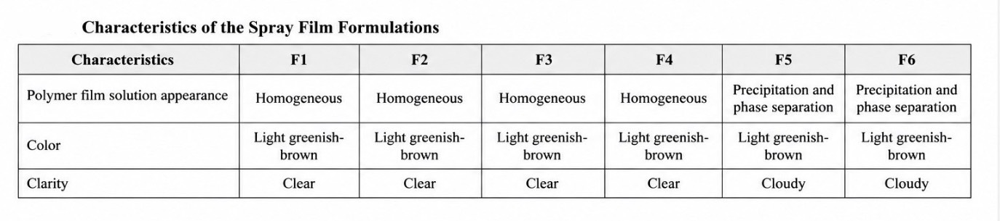 Characteristics of the Spray Film Formulations
Characteristics F1 F2 F3 F4 F5 F6
Polymer film solution appearance Homogeneous Homogeneous Homogeneous Homogeneous Precipitation and phase separation Precipitation and phase separation
Color Light greenish-brown Light greenish-brown Light greenish-brown Light greenish-brown Light greenish-brown Light greenish-brown
Clarity Clear Clear Clear Clear Cloudy Cloudy